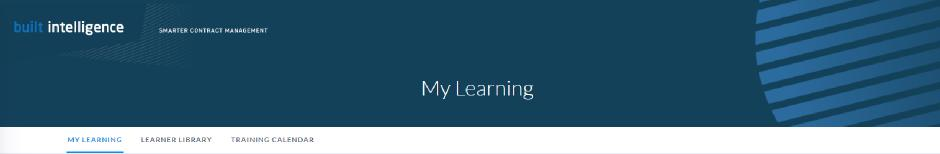 built intelligence
SMARTER CONTRACT MANAGEMENT
My Learning
MY LEARNING
LEARNER LIBRARY
TRAINING CALENDAR